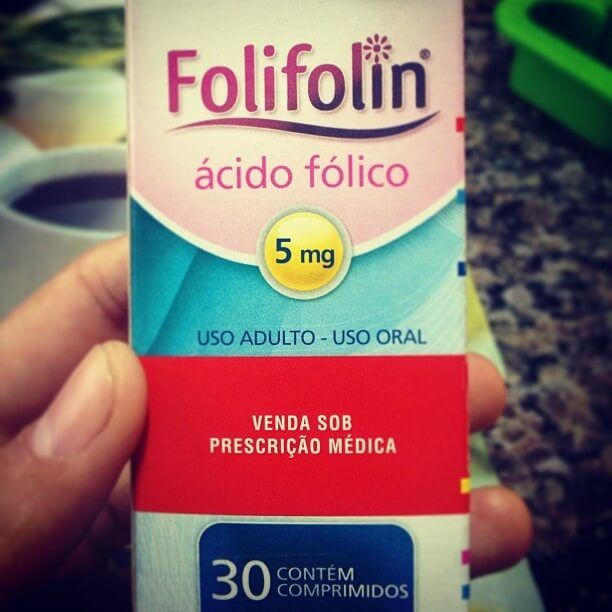 Folifolin®
ácido fólico
5 mg
USO ADULTO - USO ORAL
VENDA SOB
PRESCRIÇÃO MÉDICA
30 CONTÉM
COMPRIMIDOS